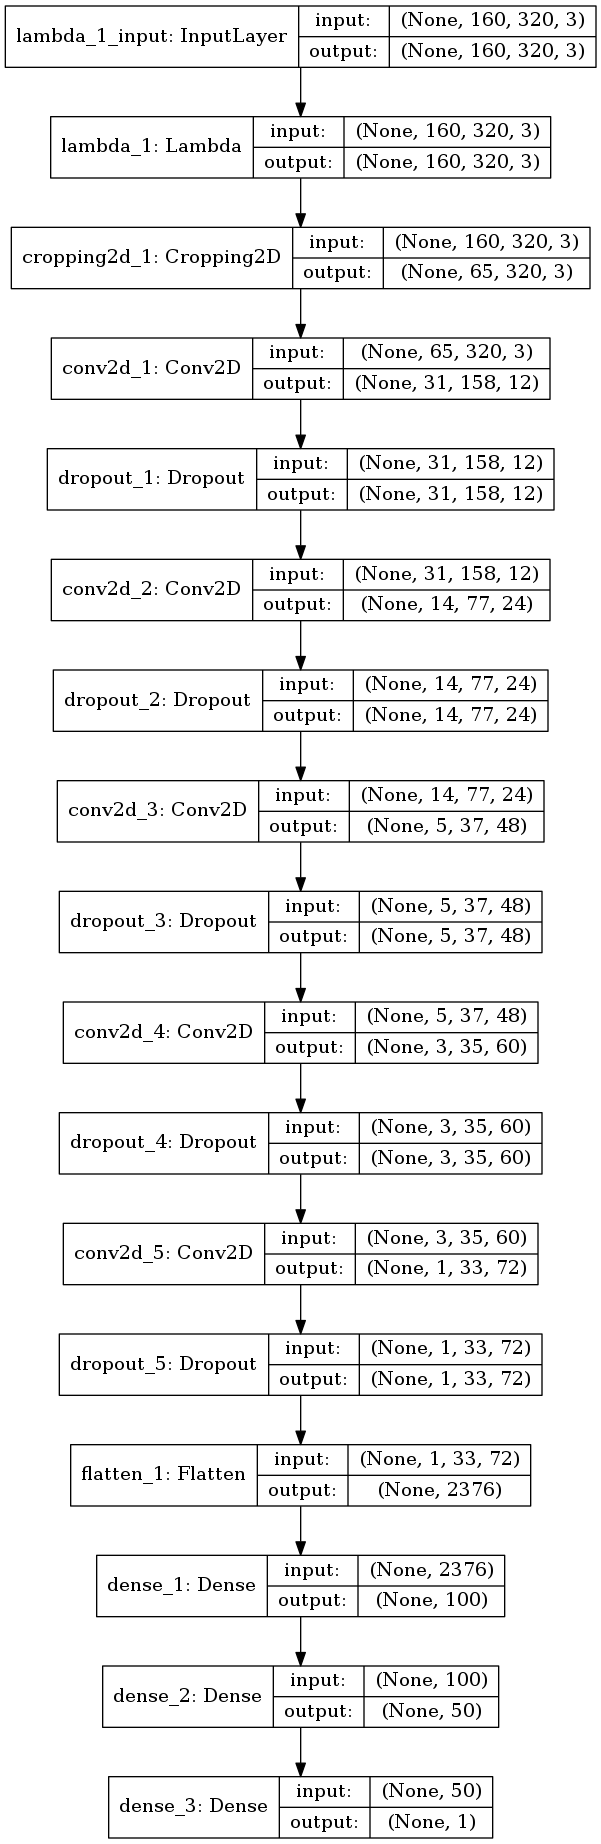 lambda_1_input: InputLayer
input: (None, 160, 320, 3)
output: (None, 160, 320, 3)
lambda_1: Lambda
input: (None, 160, 320, 3)
output: (None, 160, 320, 3)
cropping2d_1: Cropping2D
input: (None, 160, 320, 3)
output: (None, 65, 320, 3)
conv2d_1: Conv2D
input: (None, 65, 320, 3)
output: (None, 31, 158, 12)
dropout_1: Dropout
input: (None, 31, 158, 12)
output: (None, 31, 158, 12)
conv2d_2: Conv2D
input: (None, 31, 158, 12)
output: (None, 14, 77, 24)
dropout_2: Dropout
input: (None, 14, 77, 24)
output: (None, 14, 77, 24)
conv2d_3: Conv2D
input: (None, 14, 77, 24)
output: (None, 5, 37, 48)
dropout_3: Dropout
input: (None, 5, 37, 48)
output: (None, 5, 37, 48)
conv2d_4: Conv2D
input: (None, 5, 37, 48)
output: (None, 3, 35, 60)
dropout_4: Dropout
input: (None, 3, 35, 60)
output: (None, 3, 35, 60)
conv2d_5: Conv2D
input: (None, 3, 35, 60)
output: (None, 1, 33, 72)
dropout_5: Dropout
input: (None, 1, 33, 72)
output: (None, 1, 33, 72)
flatten_1: Flatten
input: (None, 1, 33, 72)
output: (None, 2376)
dense_1: Dense
input: (None, 2376)
output: (None, 100)
dense_2: Dense
input: (None, 100)
output: (None, 50)
dense_3: Dense
input: (None, 50)
output: (None, 1)